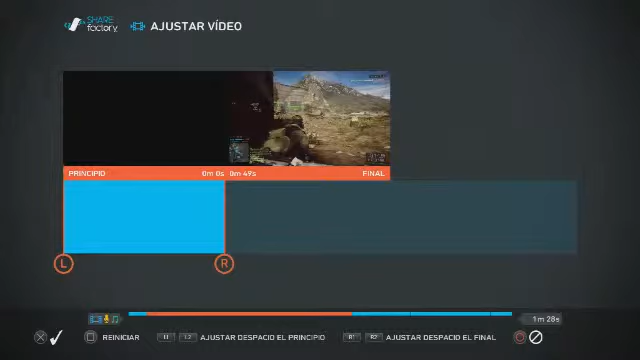 SHARE
factory
AJUSTAR VÍDEO
PRINCIPIO 0m 0s 0m 49s FINAL
L R
1m 28s
REINICIAR L1 L2 AJUSTAR DESPACIO EL PRINCIPIO R1 R2 AJUSTAR DESPACIO EL FINAL